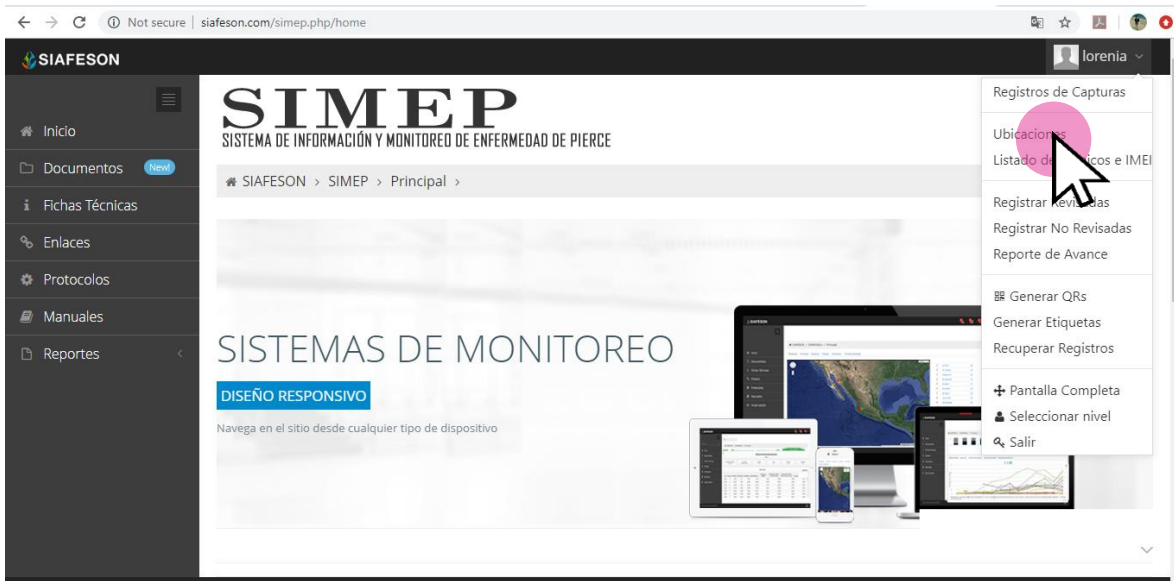 Not secure | siafeson.com/simep.php/home
SIAFESON
lorenia
Inicio
Documentos New!
Fichas Técnicas
Enlaces
Protocolos
Manuales
Reportes
SIMEP
SISTEMA DE INFORMACIÓN Y MONITOREO DE ENFERMEDAD DE PIERCE
SIAFESON > SIMEP > Principal >
SISTEMAS DE MONITOREO
DISEÑO RESPONSIVO
Navega en el sitio desde cualquier tipo de dispositivo
Registros de Capturas
Ubicaciones
Listado de e IMEI
Registrar Revisadas
Registrar No Revisadas
Reporte de Avance
Generar QRs
Generar Etiquetas
Recuperar Registros
Pantalla Completa
Seleccionar nivel
Salir